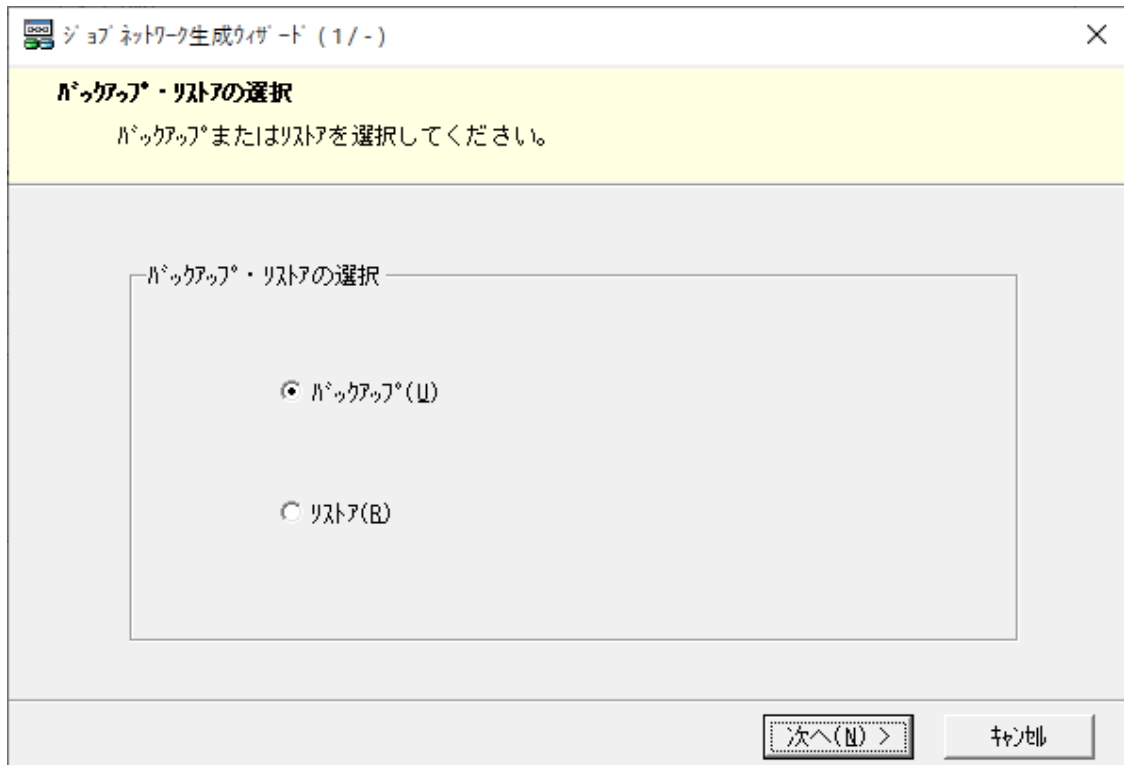 ｼﾞｮﾌﾞﾈｯﾄﾜｰｸ生成ｳｨｻﾞｰﾄﾞ (1/-)
ﾊﾞｯｸｱｯﾌﾟ・ﾘｽﾄｱの選択
ﾊﾞｯｸｱｯﾌﾟまたはﾘｽﾄｱを選択してください。
ﾊﾞｯｸｱｯﾌﾟ・ﾘｽﾄｱの選択
ﾊﾞｯｸｱｯﾌﾟ(U)
ﾘｽﾄｱ(R)
次へ(N) >
ｷｬﾝｾﾙ